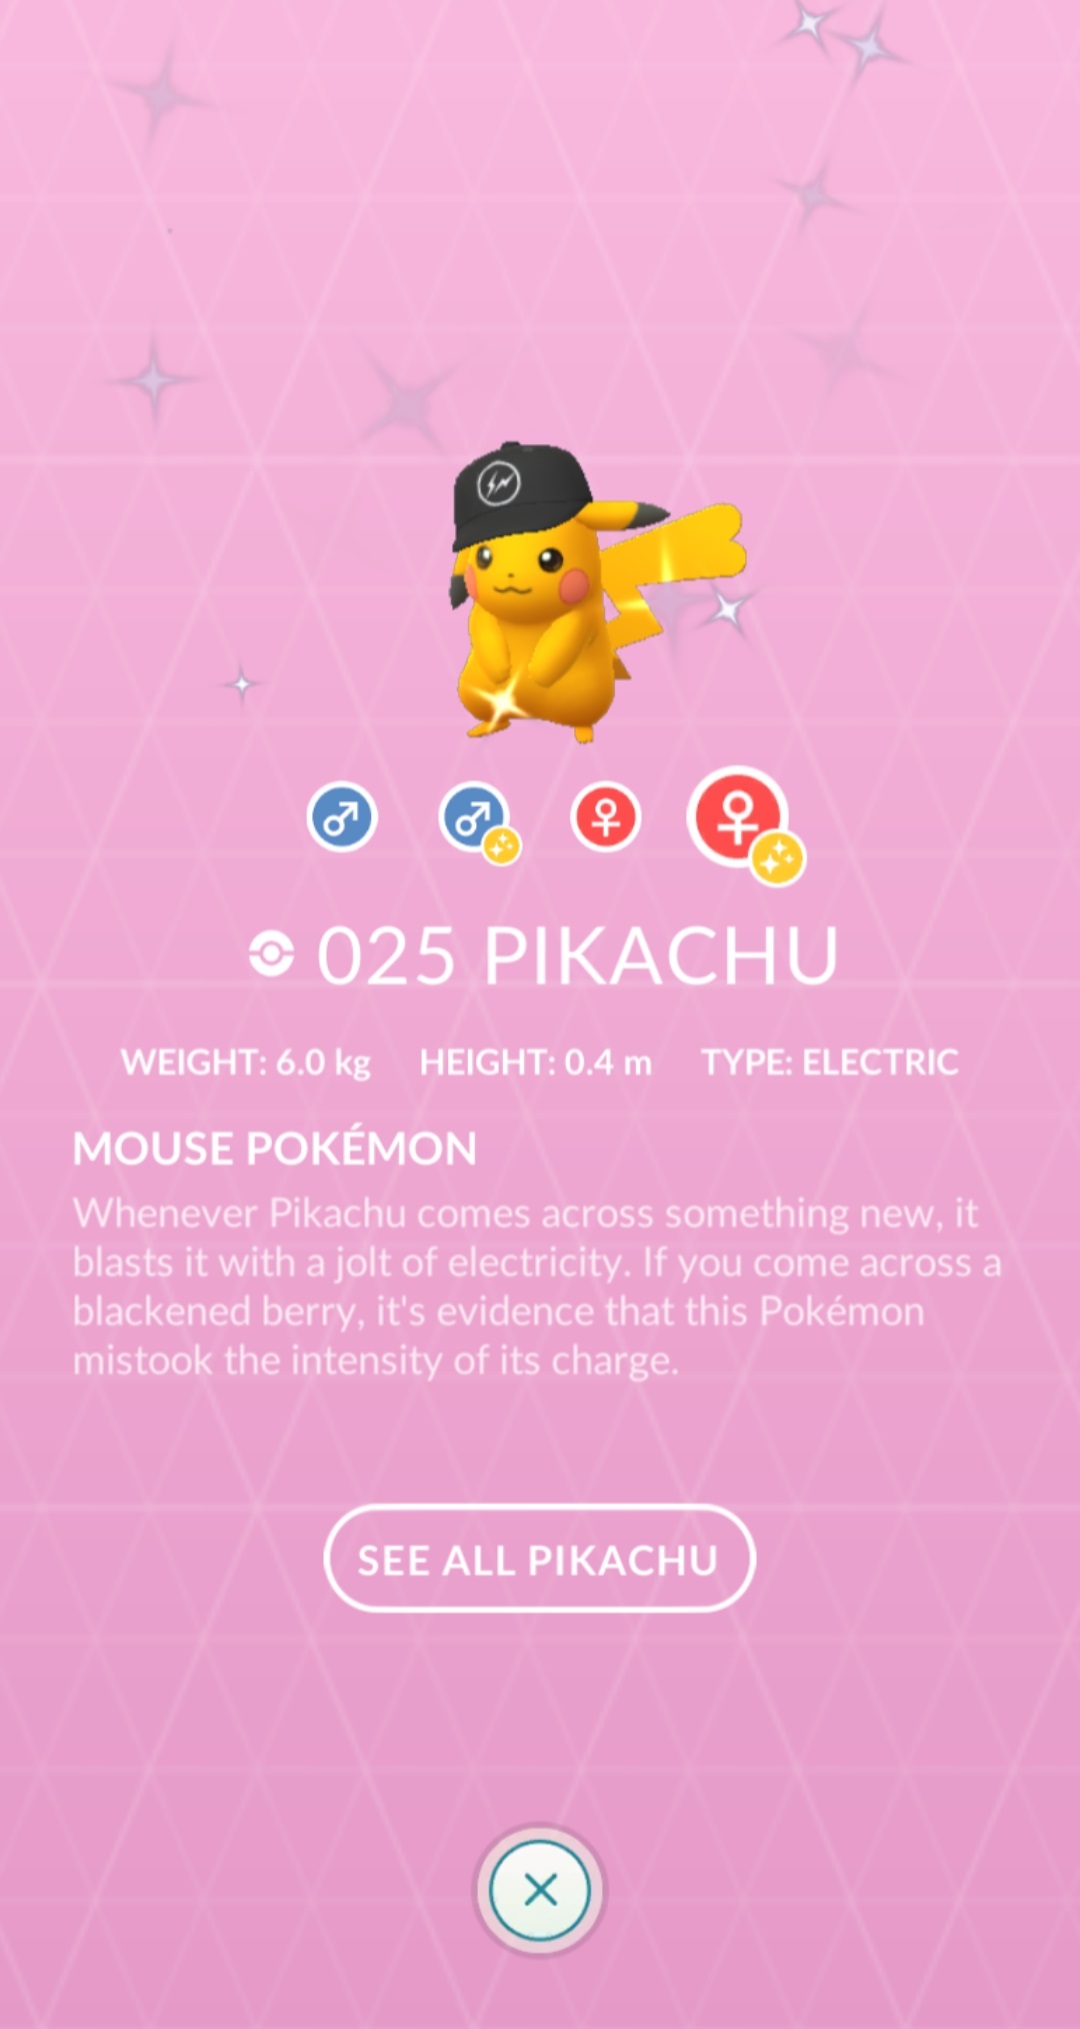 025 PIKACHU
WEIGHT: 6.0 kg HEIGHT: 0.4 m TYPE: ELECTRIC
MOUSE POKÉMON
Whenever Pikachu comes across something new, it
blasts it with a jolt of electricity. If you come across a
blackened berry, it's evidence that this Pokémon
mistook the intensity of its charge.
SEE ALL PIKACHU